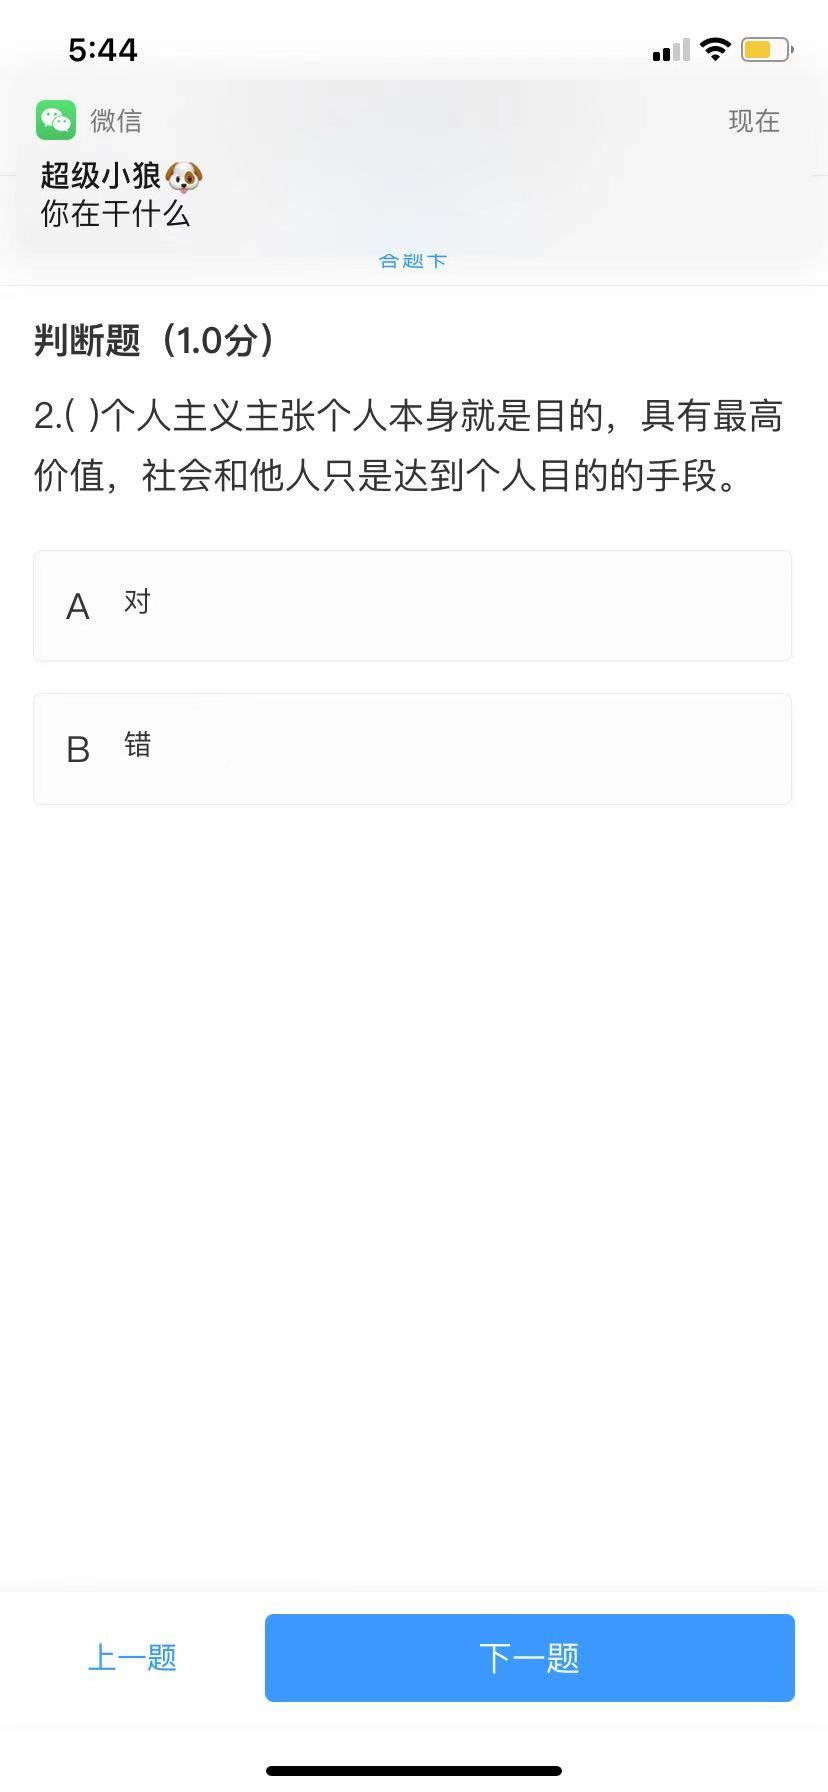 5:44
微信
现在
超级小狼🐶
你在干什么
答题卡
判断题（1.0分）
2.( )个人主义主张个人本身就是目的，具有最高
价值，社会和他人只是达到个人目的的手段。
A 对
B 错
上一题
下一题